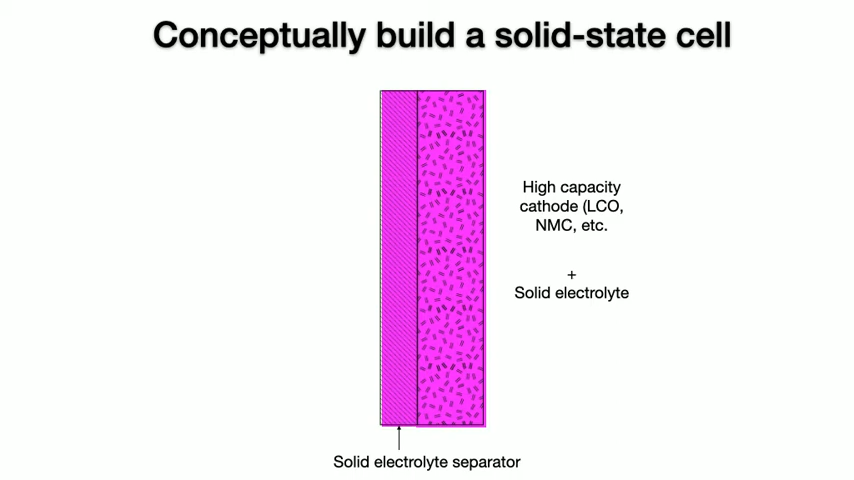 Conceptually build a solid-state cell
High capacity
cathode (LCO,
NMC, etc.
+
Solid electrolyte
Solid electrolyte separator